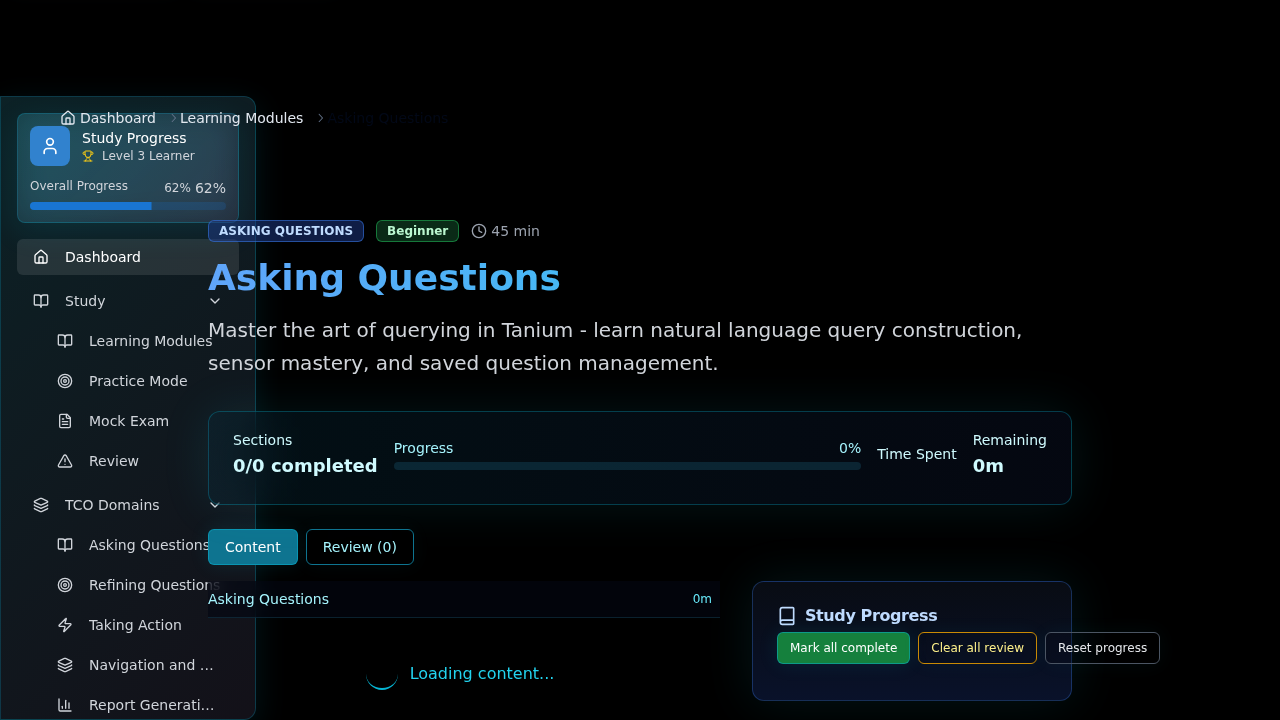 Dashboard Learning Modules Asking Questions
Study Progress
Level 3 Learner
Overall Progress 62% 62%
Dashboard
Study
Learning Modules
Practice Mode
Mock Exam
Review
TCO Domains
Asking Questions
Refining Questions
Taking Action
Navigation and ...
Report Generati...
ASKING QUESTIONS Beginner 45 min
Asking Questions
Master the art of querying in Tanium - learn natural language query construction,
sensor mastery, and saved question management.
Sections
0/0 completed
Progress 0%
Time Spent
Remaining
0m
Content Review (0)
Asking Questions 0m
Loading content...
Study Progress
Mark all complete Clear all review Reset progress